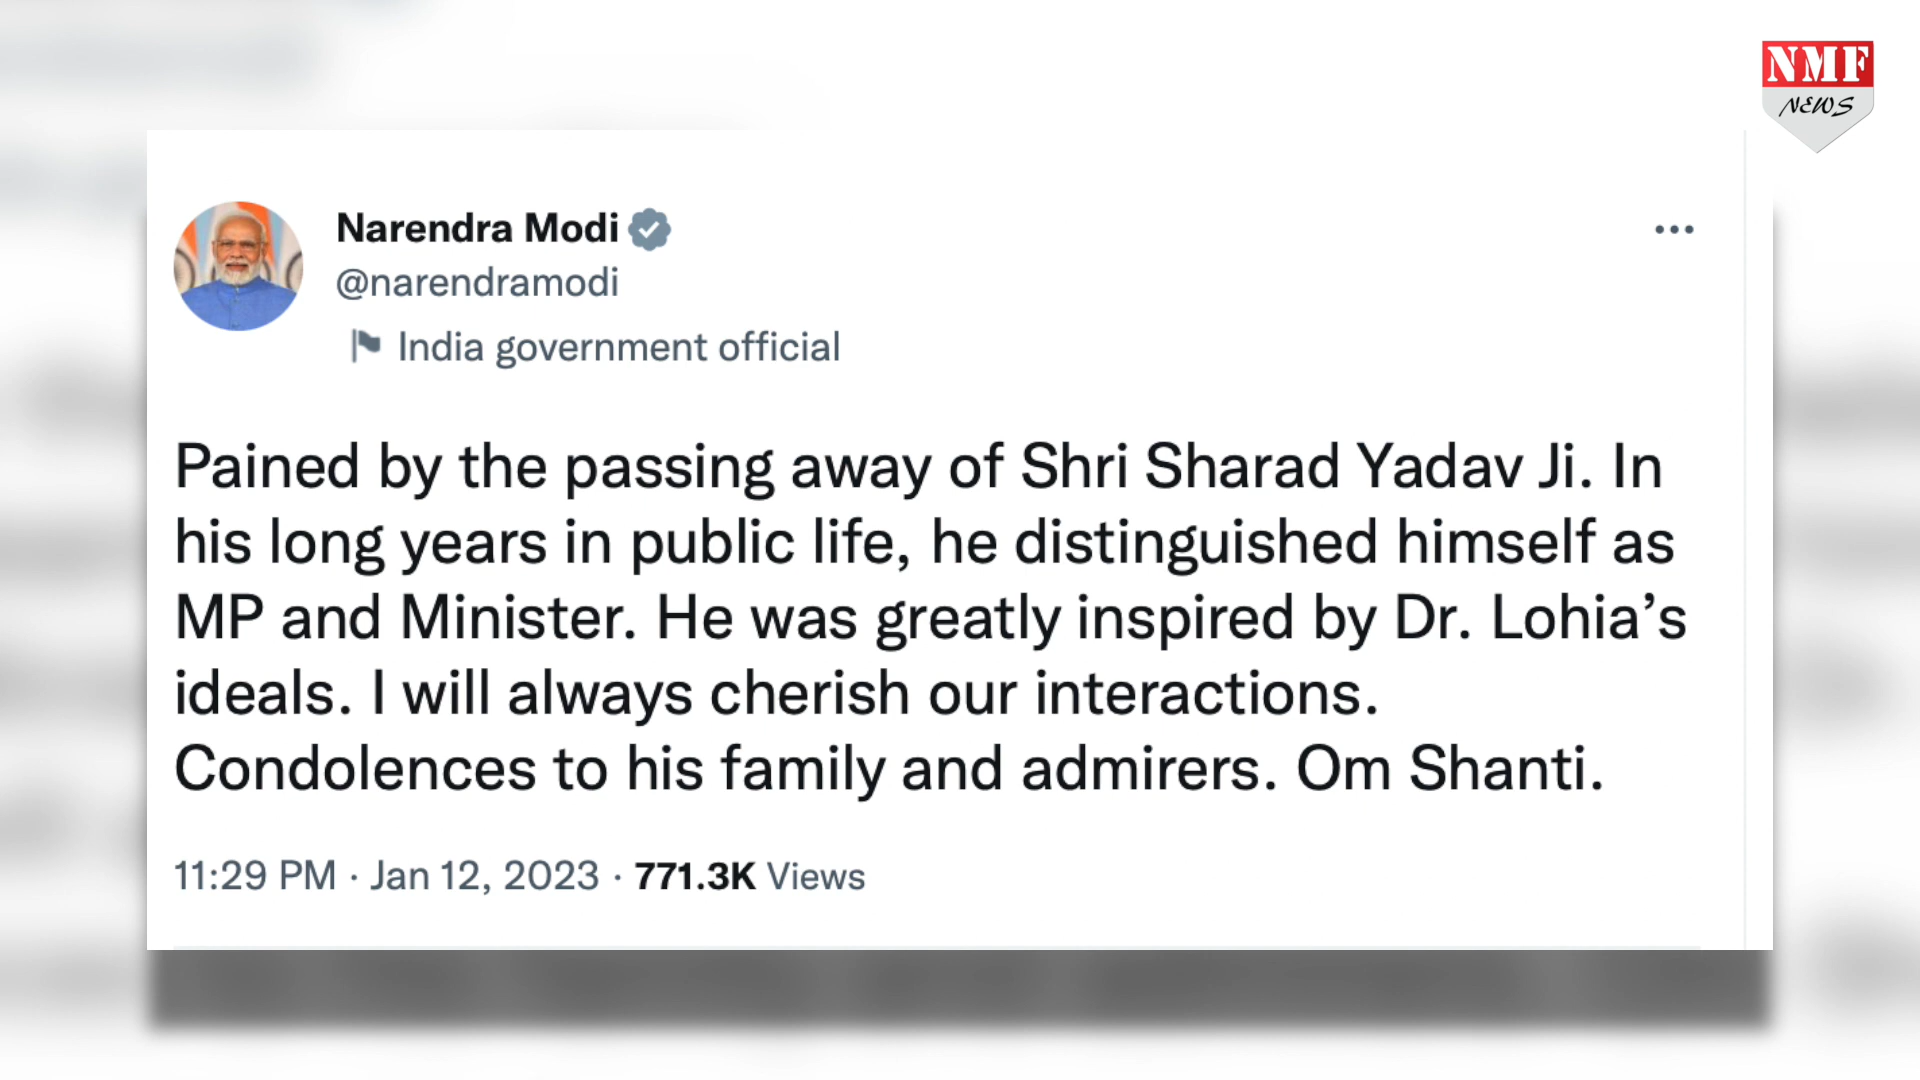 NMF
NEWS
Narendra Modi
@narendramodi
India government official
Pained by the passing away of Shri Sharad Yadav Ji. In
his long years in public life, he distinguished himself as
MP and Minister. He was greatly inspired by Dr. Lohia’s
ideals. I will always cherish our interactions.
Condolences to his family and admirers. Om Shanti.
11:29 PM · Jan 12, 2023 · 771.3K Views